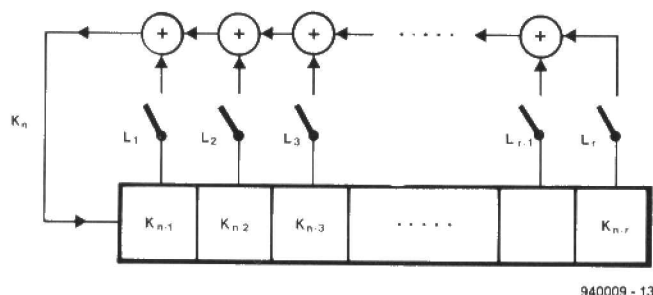 + + + · · · · · +
Kn
L1 L2 L3 Lr-1 Lr
Kn-1 Kn-2 Kn-3 · · · · · Kn-r
940009 - 13